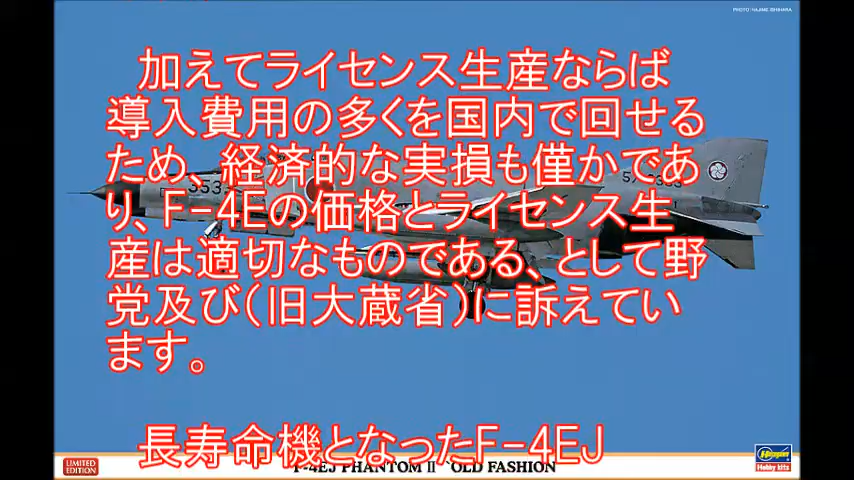 PHOTO: HAJIME ISHIHARA
加えてライセンス生産ならば
導入費用の多くを国内で回せる
ため、経済的な実損も僅かであ
り、F-4Eの価格とライセンス生
産は適切なものである、として野
党及び(旧大蔵省)に訴えてい
ます。
353
長寿命機となったF-4EJ
LIMITED
EDITION
F-4EJ PHANTOM II "OLD FASHION"
Hasegawa
Hobby kits